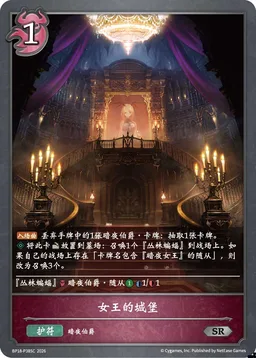 1
入场曲 丢弃手牌中的1张暗夜伯爵·卡牌：抽取1张卡牌。
将此卡牌放置到墓场：召唤1个『丛林蝙蝠』到战场上。如
果自己的战场上存在「卡牌名包含『暗夜女王』的随从」，则
改为召唤3个。
『丛林蝙蝠』 暗夜伯爵·随从 1 1/1
女王的城堡
护符 暗夜伯爵
SR
BP18-P38SC 2026
© Cygames, Inc. Published by NetEase Games